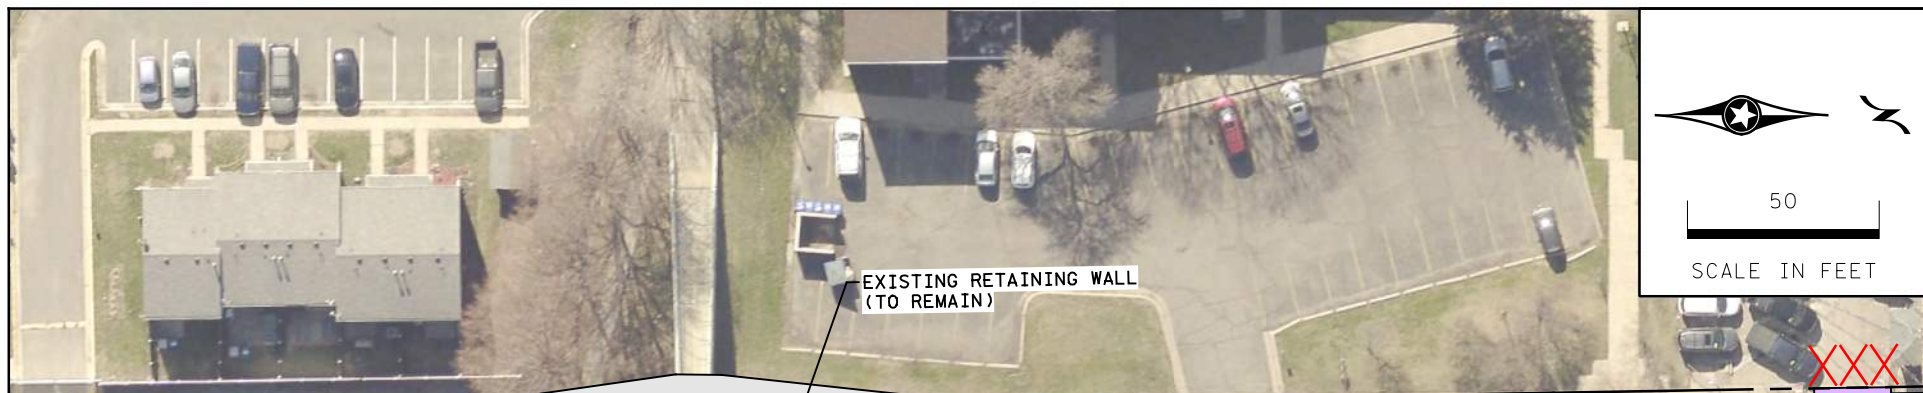 EXISTING RETAINING WALL
(TO REMAIN)
N
50
SCALE IN FEET
XXX